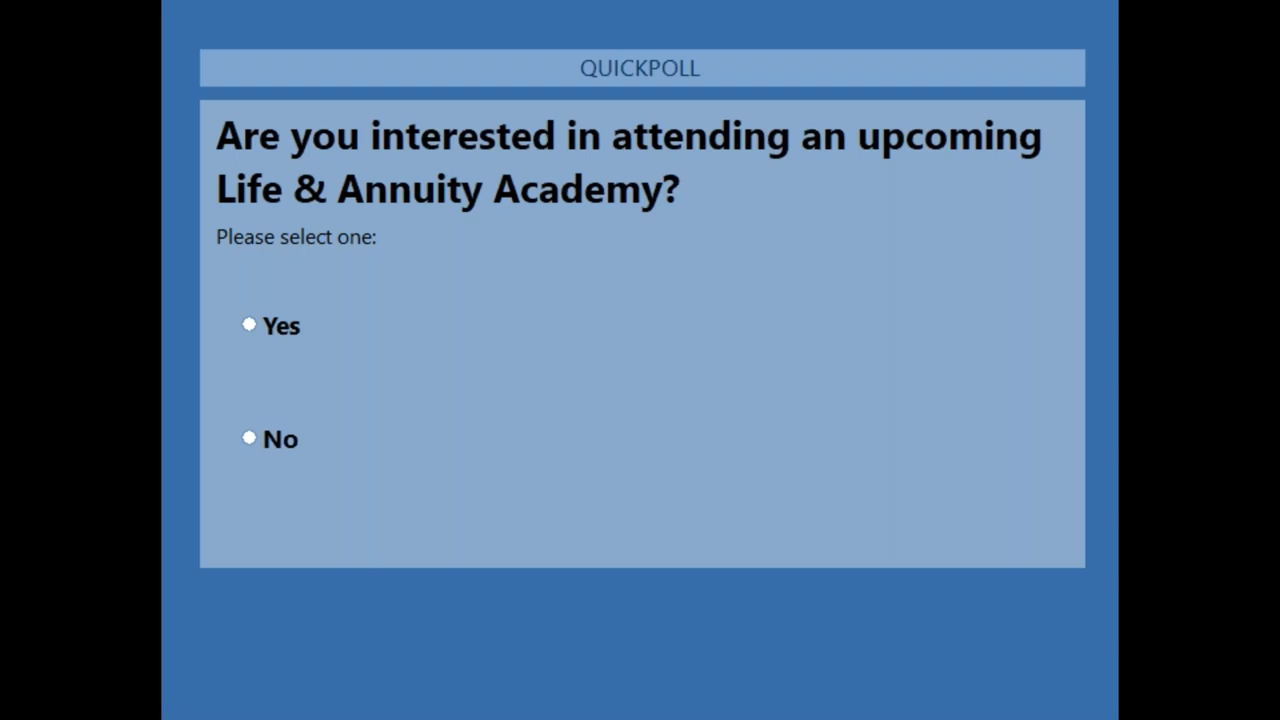 QUICKPOLL
Are you interested in attending an upcoming
Life & Annuity Academy?
Please select one:
Yes
No